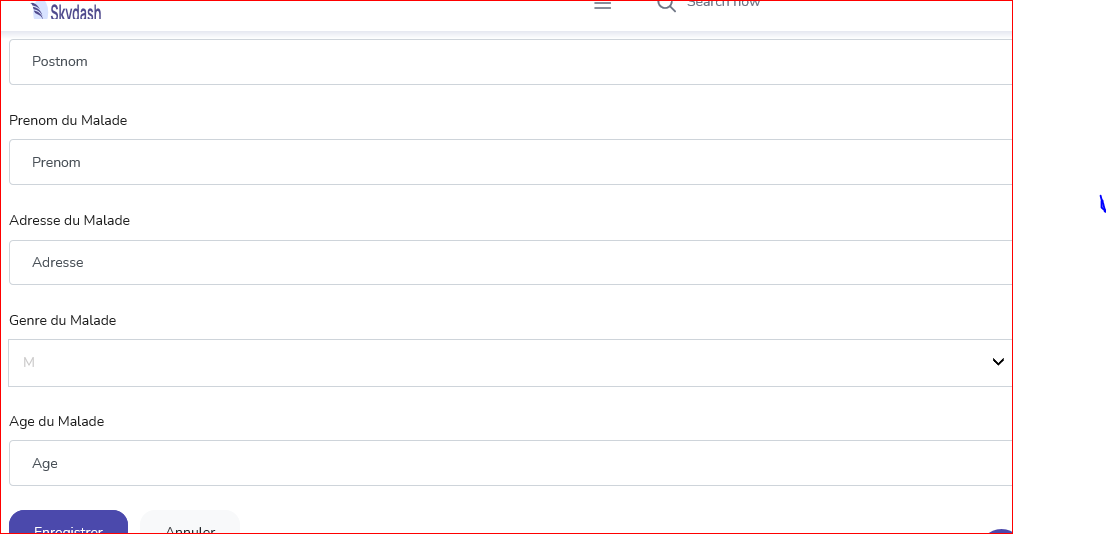 Skydash
Search now
Postnom
Prenom du Malade
Prenom
Adresse du Malade
Adresse
Genre du Malade
M
Age du Malade
Age
Enregistrer Annuler